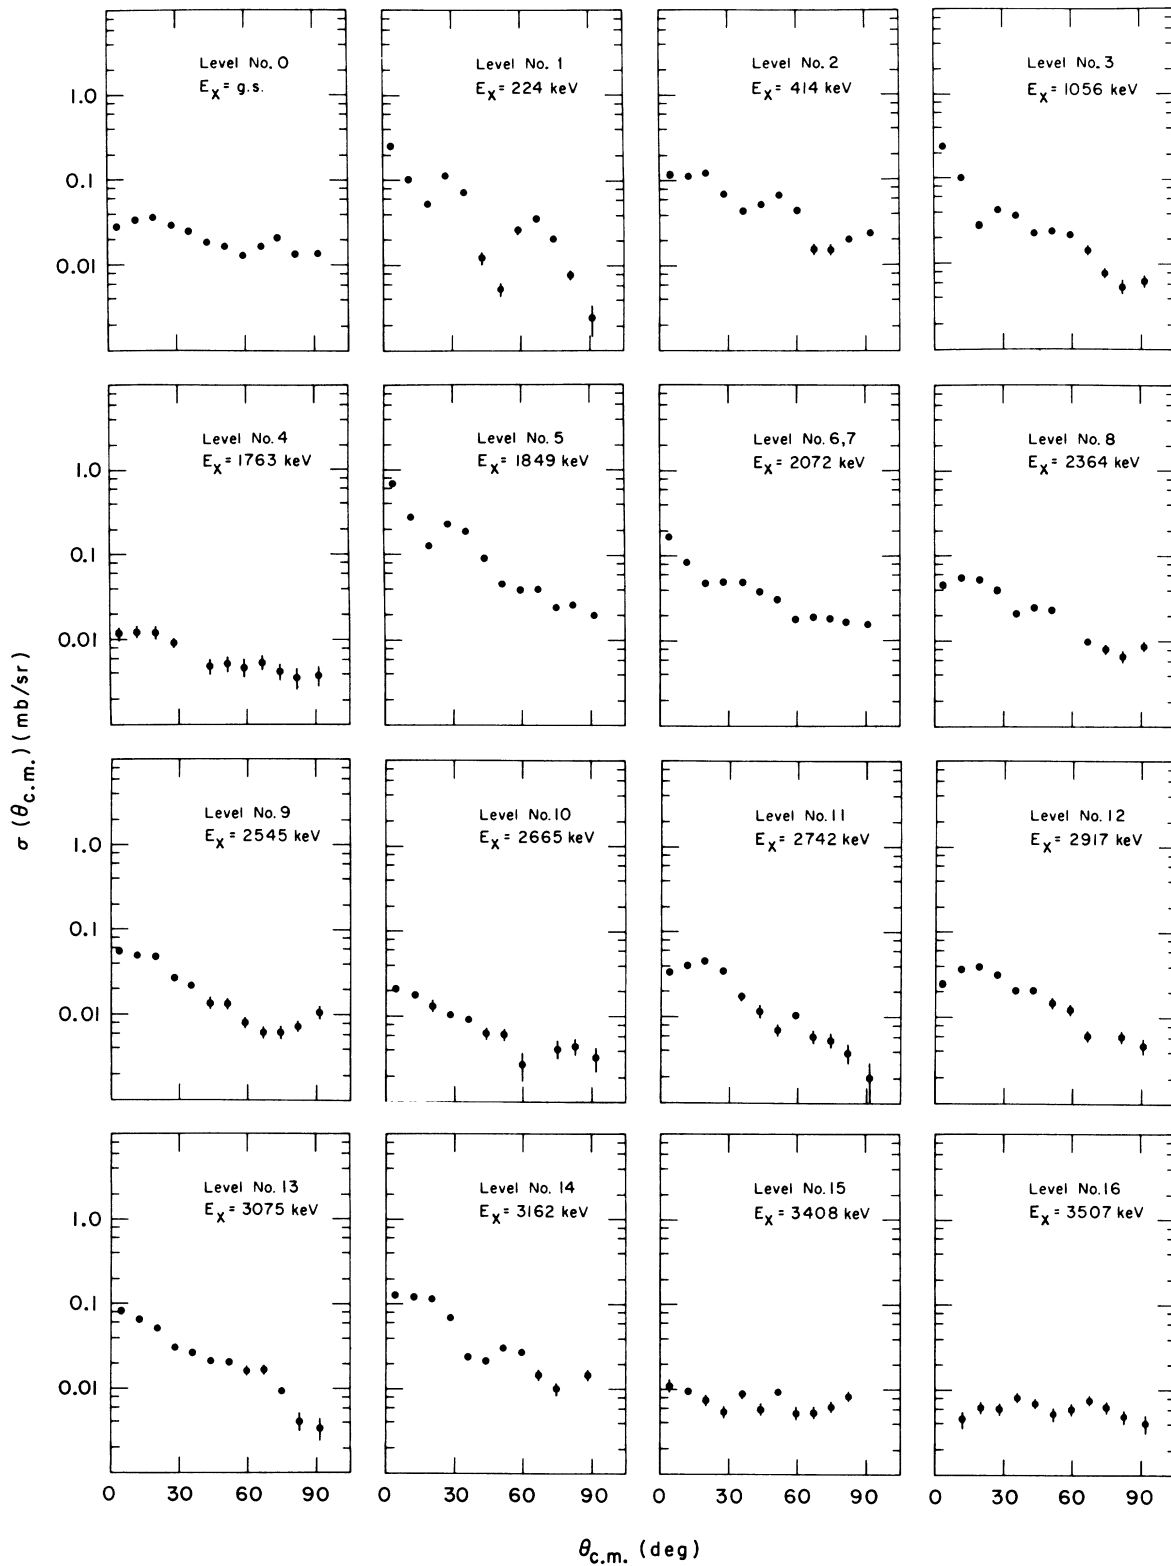 Level No. 0
E_X = g.s.
Level No. 1
E_X = 224 keV
Level No. 2
E_X = 414 keV
Level No. 3
E_X = 1056 keV
1.0
0.1
0.01
Level No. 4
E_X = 1763 keV
Level No. 5
E_X = 1849 keV
Level No. 6,7
E_X = 2072 keV
Level No. 8
E_X = 2364 keV
1.0
0.1
0.01
σ (θc.m.) (mb/sr)
Level No. 9
E_X = 2545 keV
Level No. 10
E_X = 2665 keV
Level No. 11
E_X = 2742 keV
Level No. 12
E_X = 2917 keV
1.0
0.1
0.01
Level No. 13
E_X = 3075 keV
Level No. 14
E_X = 3162 keV
Level No. 15
E_X = 3408 keV
Level No. 16
E_X = 3507 keV
1.0
0.1
0.01
0 30 60 90 0 30 60 90 0 30 60 90 0 30 60 90
θc.m. (deg)